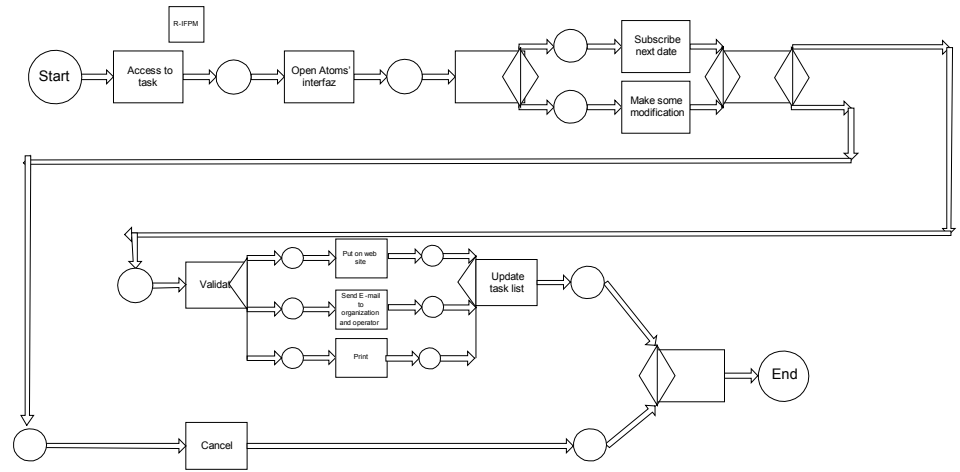 R-IFPM
Start
Access to
task
Open Atoms'
interfaz
Subscribe
next date
Make some
modification
Validat
Put on web
site
Send E -mail
to
organization
and operator
Print
Update
task list
End
Cancel